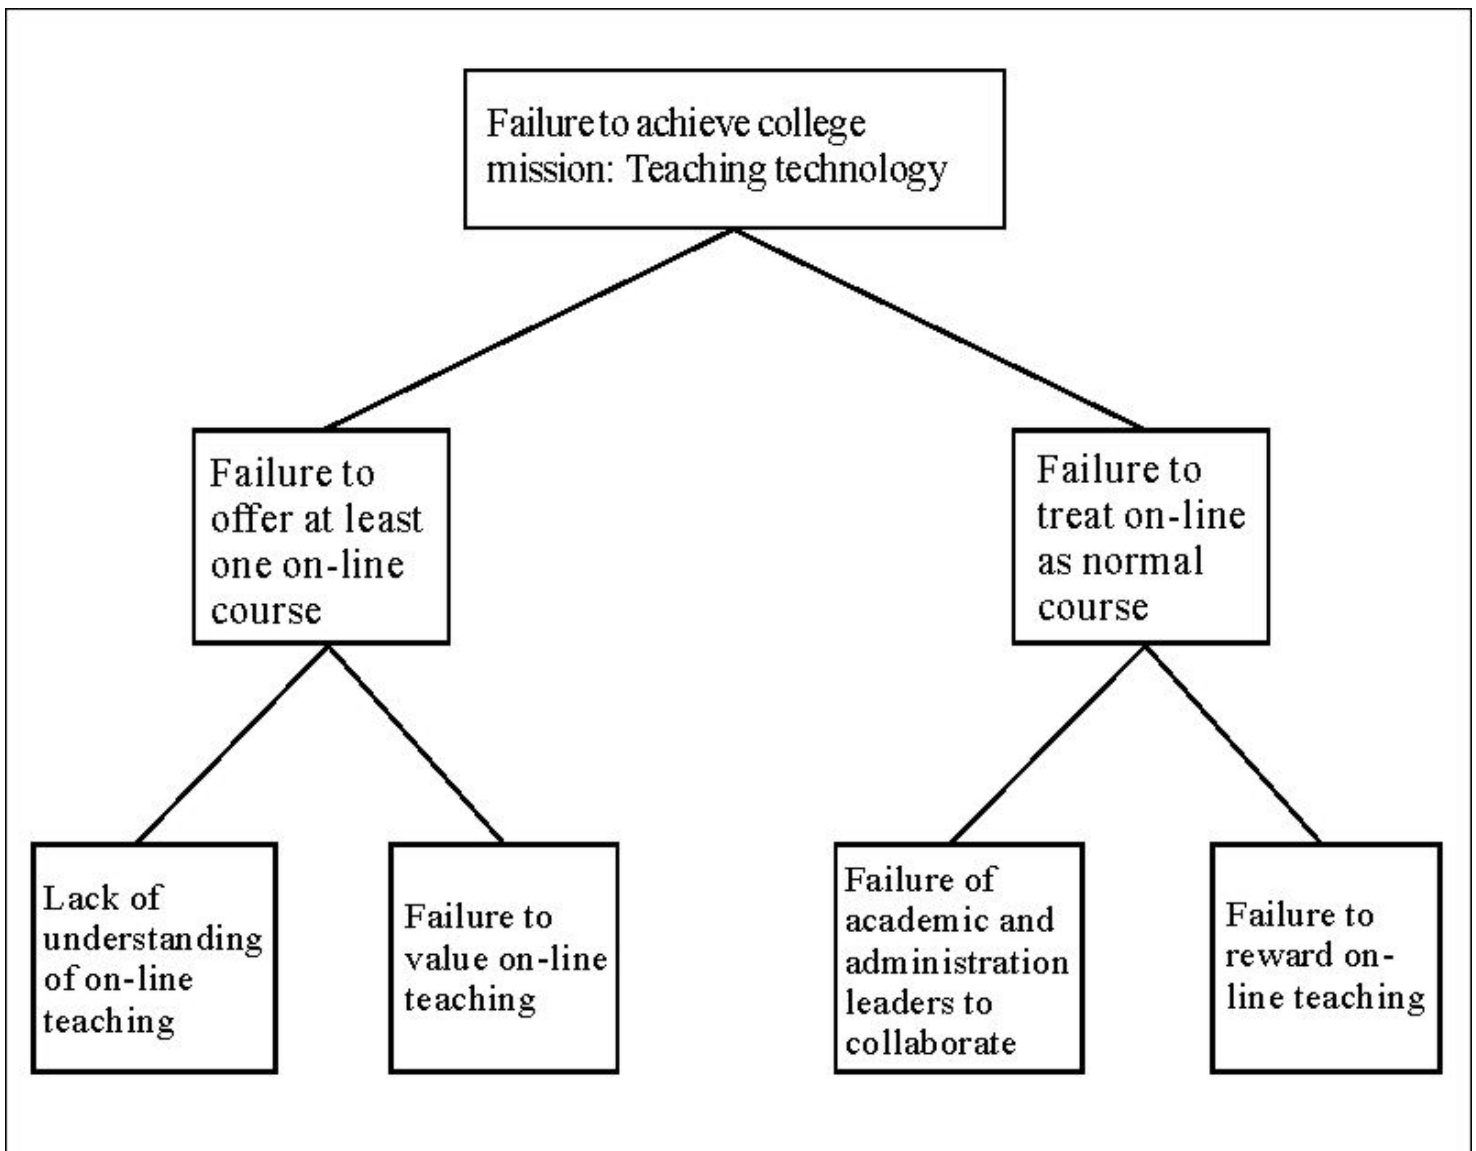 Failure to achieve college
mission: Teaching technology
Failure to
offer at least
one on-line
course
Failure to
treat on-line
as normal
course
Lack of
understanding
of on-line
teaching
Failure to
value on-line
teaching
Failure of
academic and
administration
leaders to
collaborate
Failure to
reward on-
line teaching